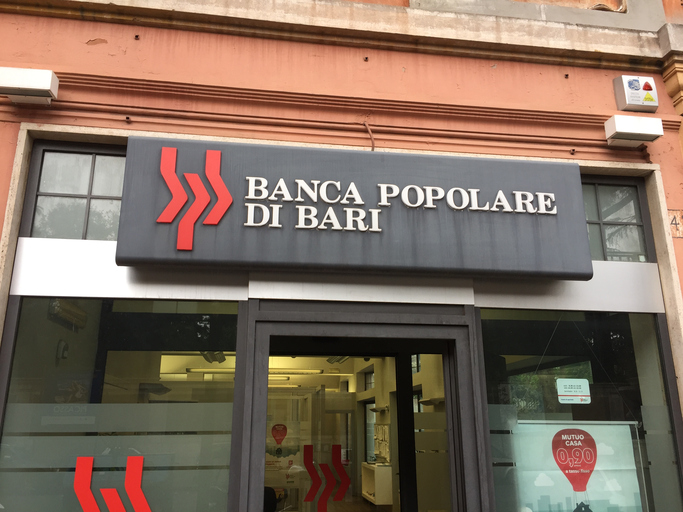 BANCA POPOLARE
DI BARI
4
MUTUO
CASA
0,90